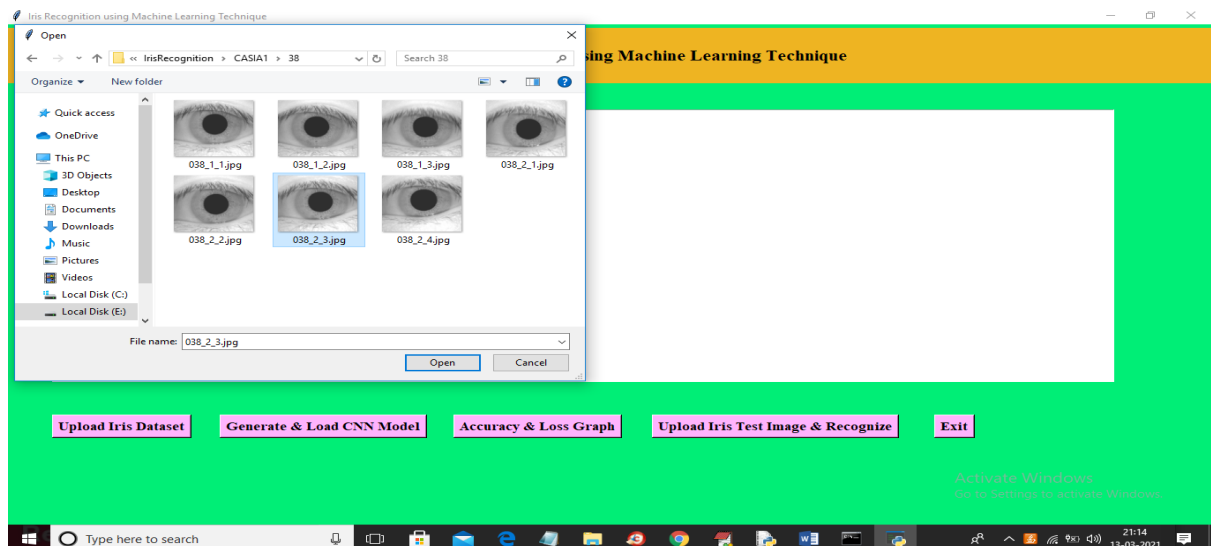 Iris Recognition using Machine Learning Technique
Open
sing Machine Learning Technique
« IrisRecognition > CASIA1 > 38
Search 38
Organize
New folder
Quick access
OneDrive
This PC
3D Objects
Desktop
Documents
Downloads
Music
Pictures
Videos
Local Disk (C:)
Local Disk (E:)
038_1_1.jpg 038_1_2.jpg 038_1_3.jpg 038_2_1.jpg
038_2_2.jpg 038_2_3.jpg 038_2_4.jpg
File name: 038_2_3.jpg
Open Cancel
Upload Iris Dataset Generate & Load CNN Model Accuracy & Loss Graph Upload Iris Test Image & Recognize Exit
Activate Windows
Go to Settings to activate Windows.
Type here to search
21:14
13-03-2021